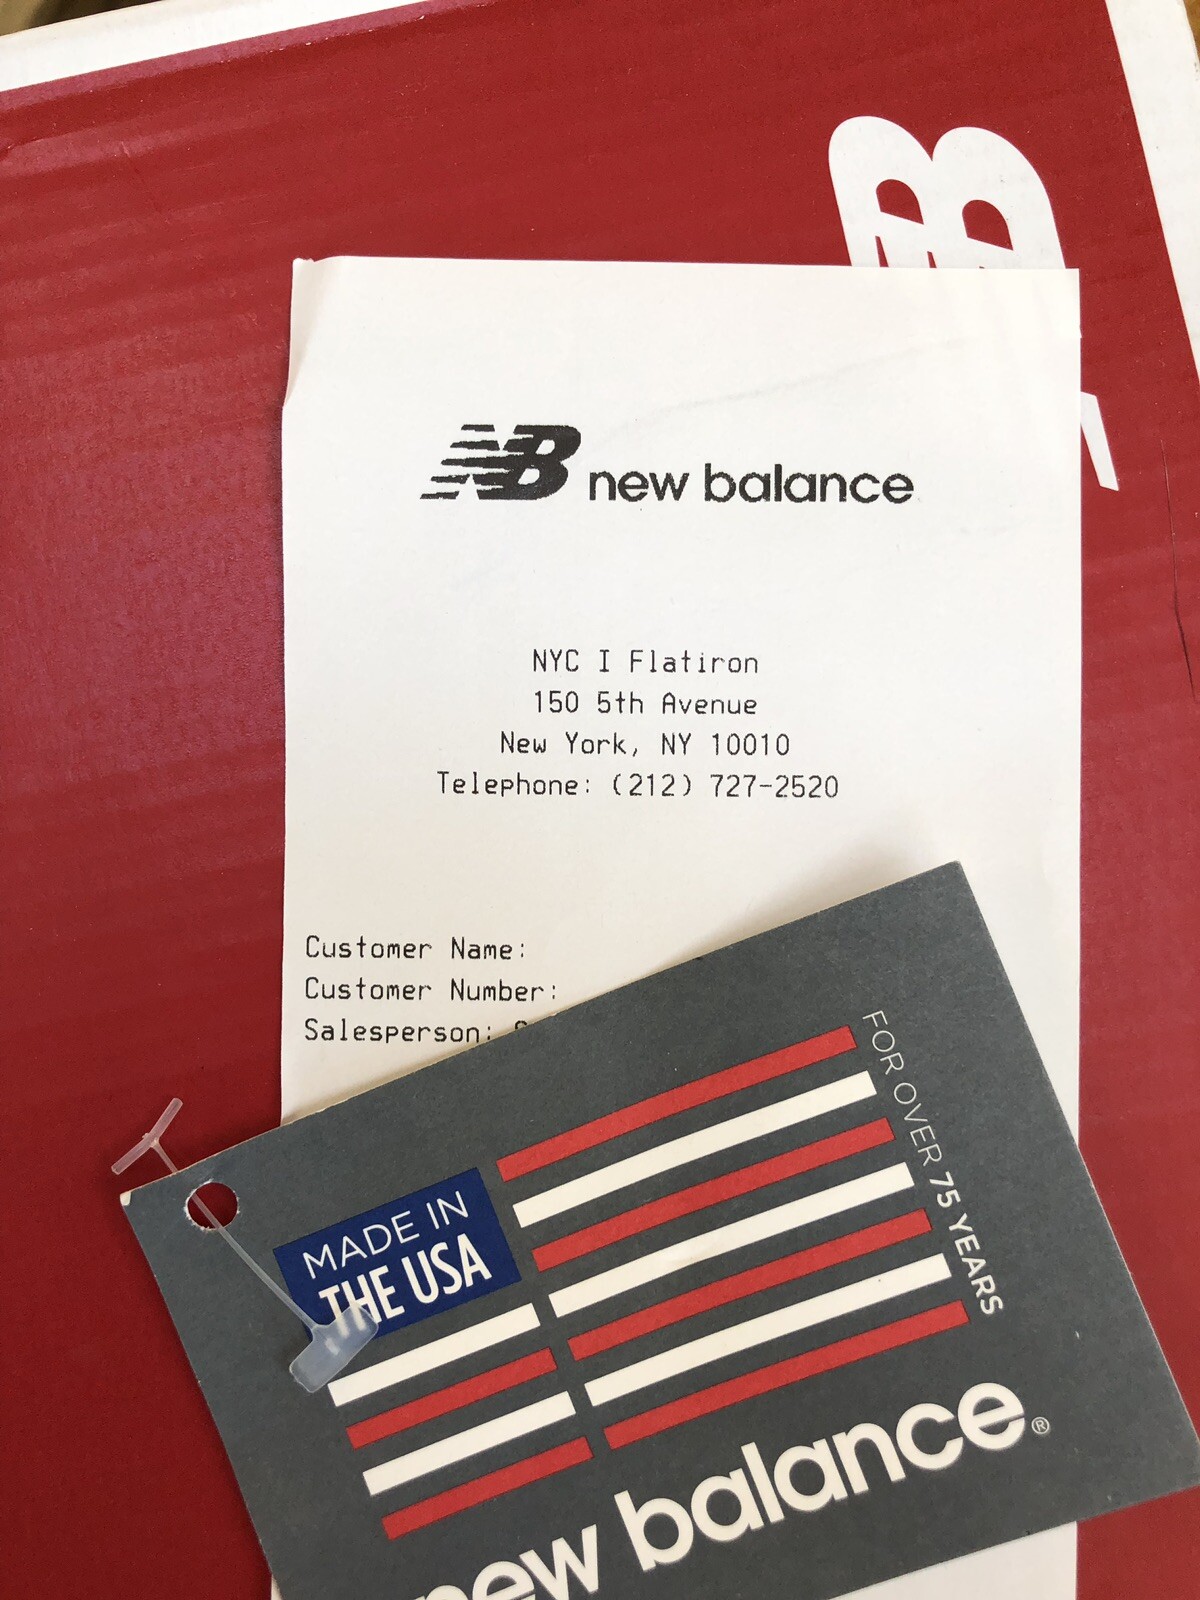 NB new balance
NYC I Flatiron
150 5th Avenue
New York, NY 10010
Telephone: (212) 727-2520
Customer Name:
Customer Number:
Salesperson:
MADE IN
THE USA
FOR OVER 75 YEARS
new balance®